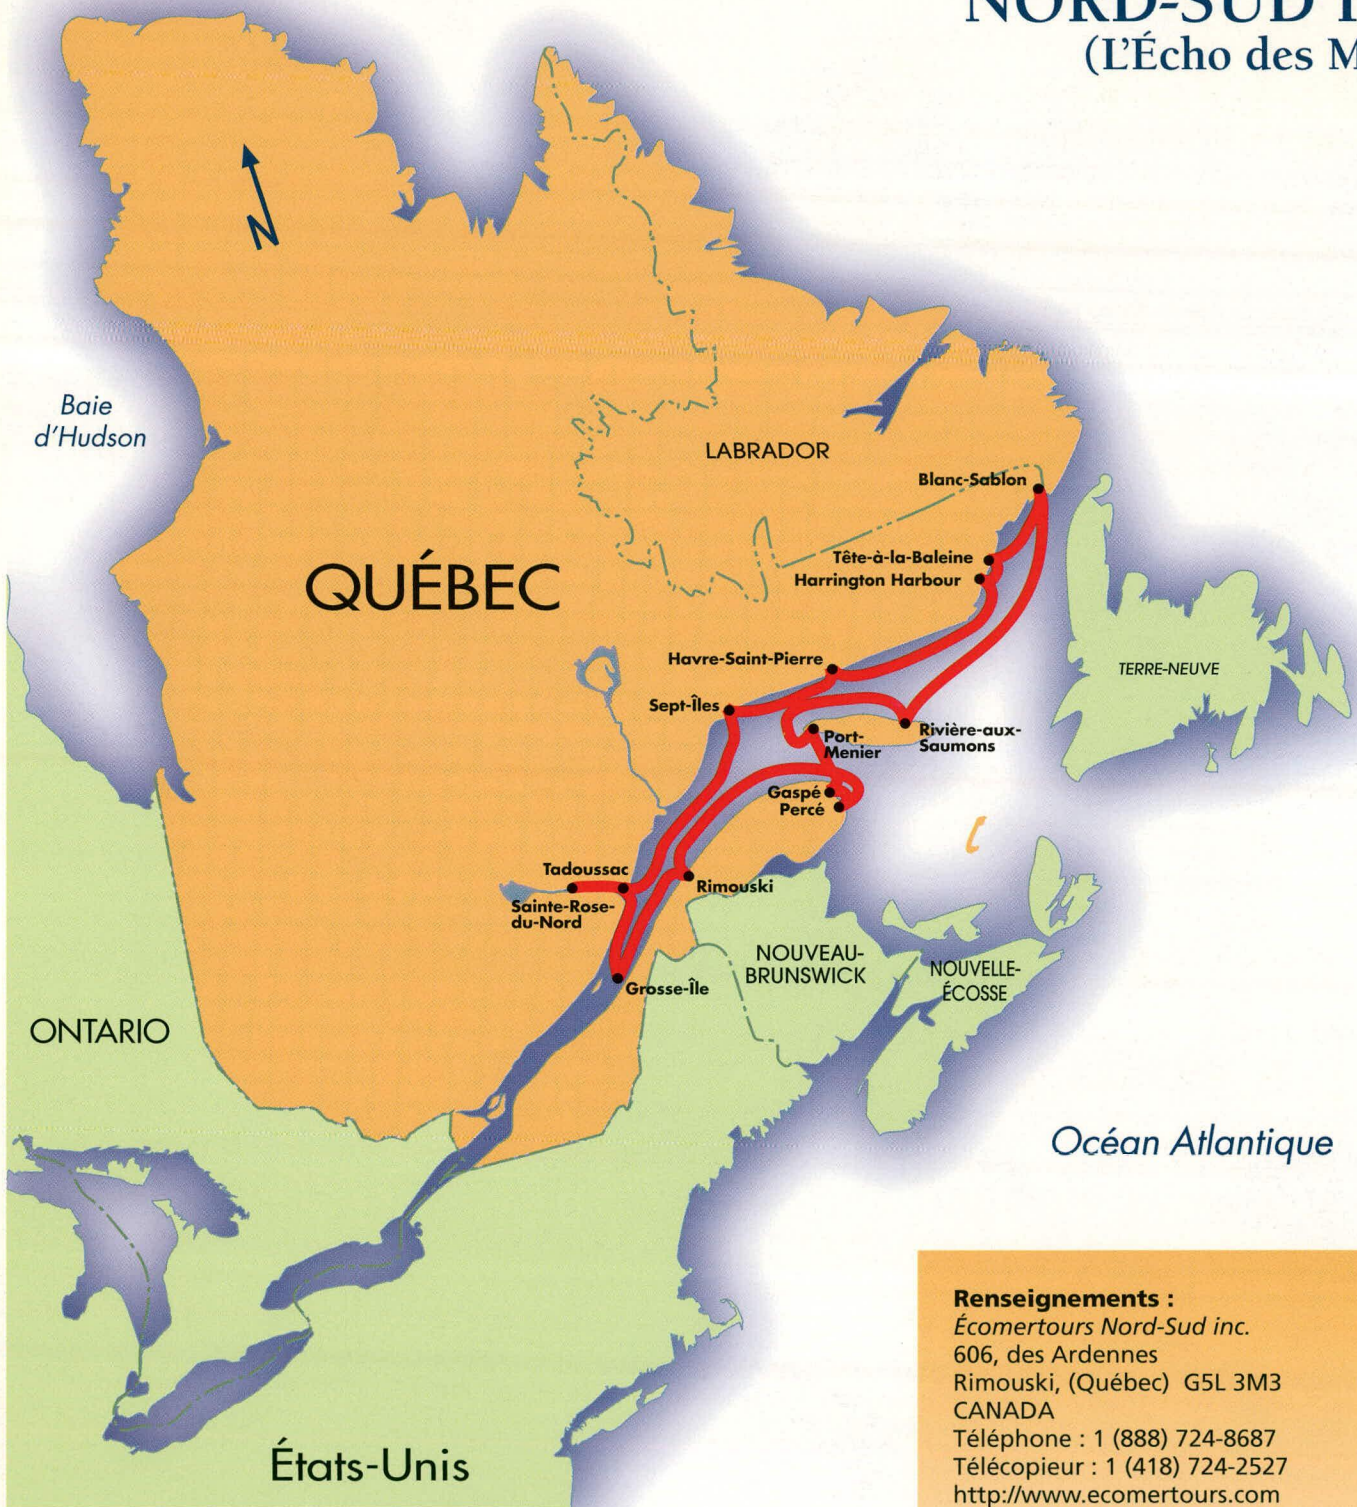 NORD-SUD
(L'Écho des M
N
Baie
d'Hudson
LABRADOR
Blanc-Sablon
QUÉBEC
Tête-à-la-Baleine
Harrington Harbour
Havre-Saint-Pierre
TERRE-NEUVE
Sept-Îles
Rivière-aux-
Saumons
Port-
Menier
Gaspé
Percé
Tadoussac
Rimouski
Sainte-Rose-
du-Nord
NOUVEAU-
BRUNSWICK
NOUVELLE-
ÉCOSSE
Grosse-Île
ONTARIO
Océan Atlantique
États-Unis
Renseignements :
Écomertours Nord-Sud inc.
606, des Ardennes
Rimouski, (Québec) G5L 3M3
CANADA
Téléphone : 1 (888) 724-8687
Télécopieur : 1 (418) 724-2527
http://www.ecomertours.com